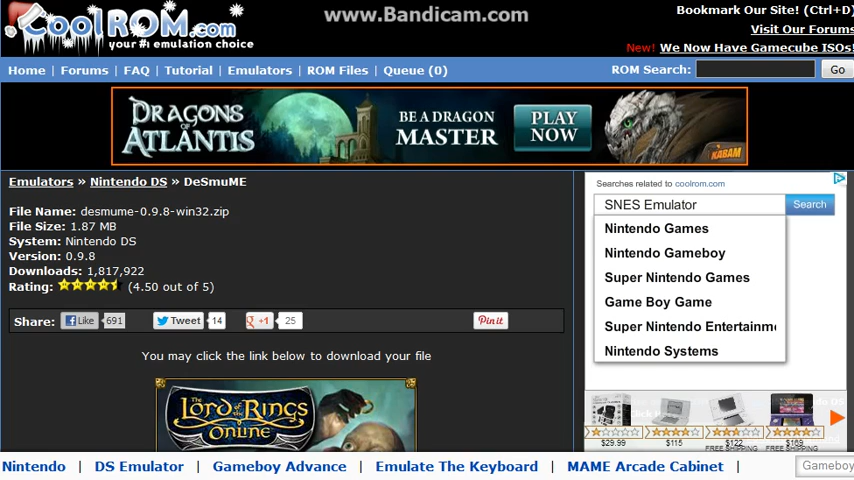 www.Bandicam.com
CoolROM.com
your #1 emulation choice
Bookmark Our Site! (Ctrl+D)
Visit Our Forums
New! We Now Have Gamecube ISOs!
Home | Forums | FAQ | Tutorial | Emulators | ROM Files | Queue (0)
ROM Search: Go
DRAGONS OF ATLANTIS
BE A DRAGON MASTER
PLAY NOW
KABAM
Emulators » Nintendo DS » DeSmuME
File Name: desmume-0.9.8-win32.zip
File Size: 1.87 MB
System: Nintendo DS
Version: 0.9.8
Downloads: 1,817,922
Rating: (4.50 out of 5)
Share: Like 691 Tweet 14 +1 25 Pin it
You may click the link below to download your file
The Lord of the Rings Online
Searches related to coolrom.com
SNES Emulator Search
Nintendo Games
Nintendo Gameboy
Super Nintendo Games
Game Boy Game
Super Nintendo Entertainm
Nintendo Systems
$29.99 $115 $122 $169
FREE SHIPPING FREE SHIPPING
Nintendo | DS Emulator | Gameboy Advance | Emulate The Keyboard | MAME Arcade Cabinet |
Gameboy